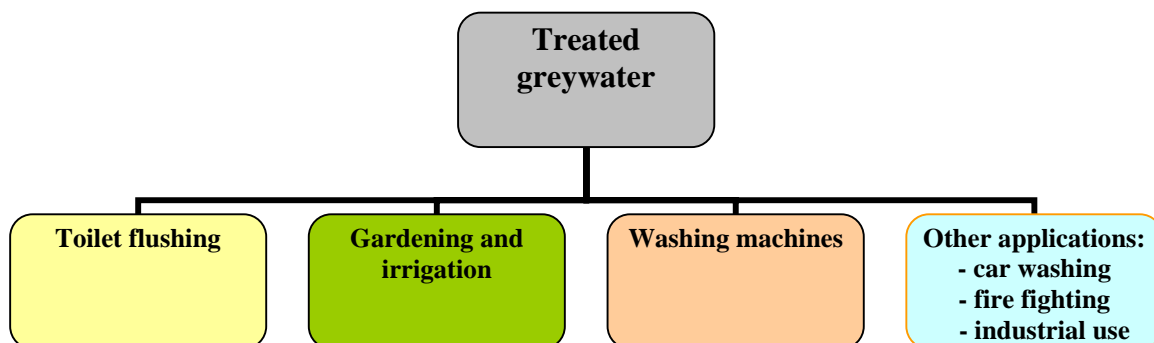 Treated
greywater
Toilet flushing
Gardening and
irrigation
Washing machines
Other applications:
- car washing
- fire fighting
- industrial use